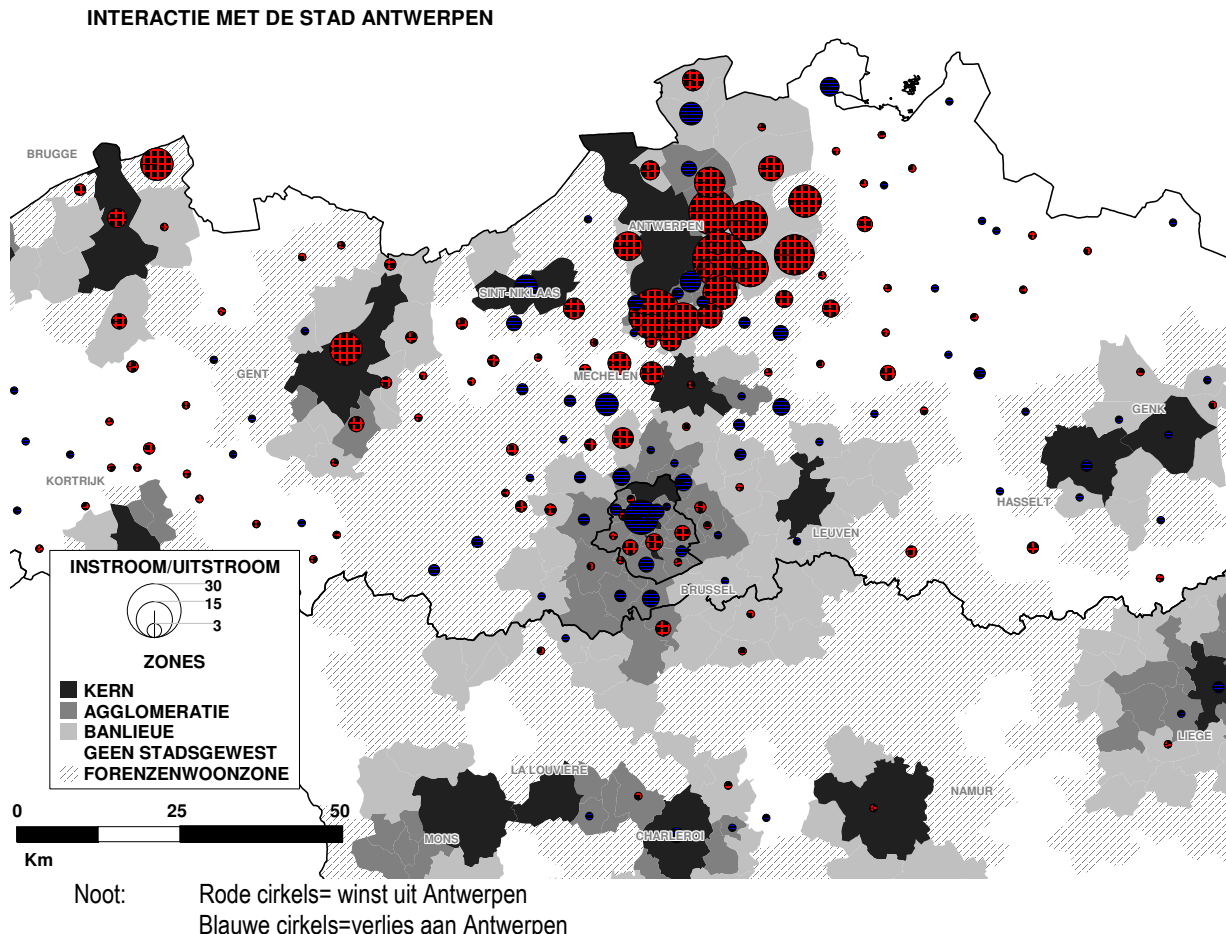 INTERACTIE MET DE STAD ANTWERPEN
BRUGGE
ANTWERPEN
SINT-NIKLAAS
GENT
MECHELEN
GENK
KORTRIJK
HASSELT
LEUVEN
INSTROOM/UITSTROOM
30
15
3
BRUSSEL
ZONES
KERN
AGGLOMERATIE
BANLIEUE
GEEN STADSGEWEST
FORENZENWOONZONE
LIEGE
LA LOUVIÈRE
NAMUR
0 25 50
MONS
CHARLEROI
Km
Noot: Rode cirkels= winst uit Antwerpen
Blauwe cirkels=verlies aan Antwerpen